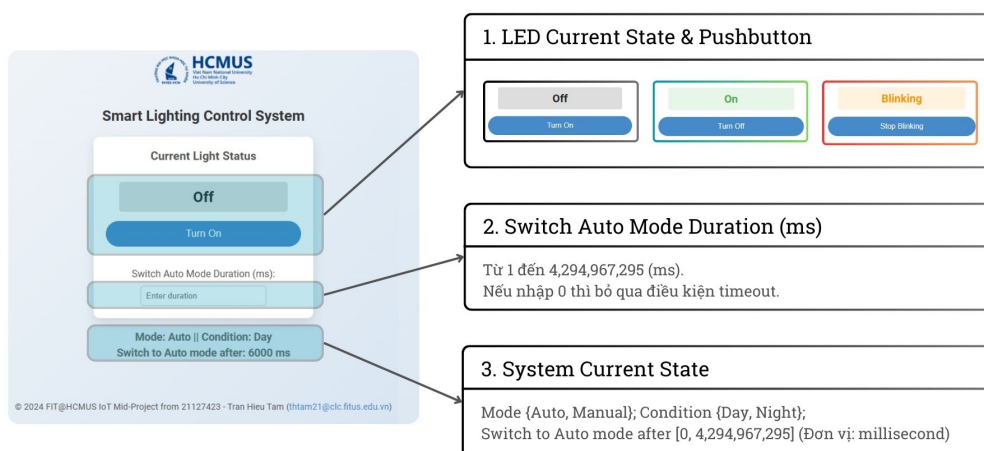 HCMUS
Viet Nam National University
Ho Chi Minh City
University of Science
Smart Lighting Control System
Current Light Status
Off
Turn On
Switch Auto Mode Duration (ms):
Enter duration
Mode: Auto || Condition: Day
Switch to Auto mode after: 6000 ms
© 2024 FIT@HCMUS IoT Mid-Project from 21127423 - Tran Hieu Tam (thtam21@clc.fitus.edu.vn)
1. LED Current State & Pushbutton
Off
Turn On
On
Turn Off
Blinking
Stop Blinking
2. Switch Auto Mode Duration (ms)
Từ 1 đến 4,294,967,295 (ms).
Nếu nhập 0 thì bỏ qua điều kiện timeout.
3. System Current State
Mode {Auto, Manual}; Condition {Day, Night};
Switch to Auto mode after [0, 4,294,967,295] (Đơn vị: millisecond)